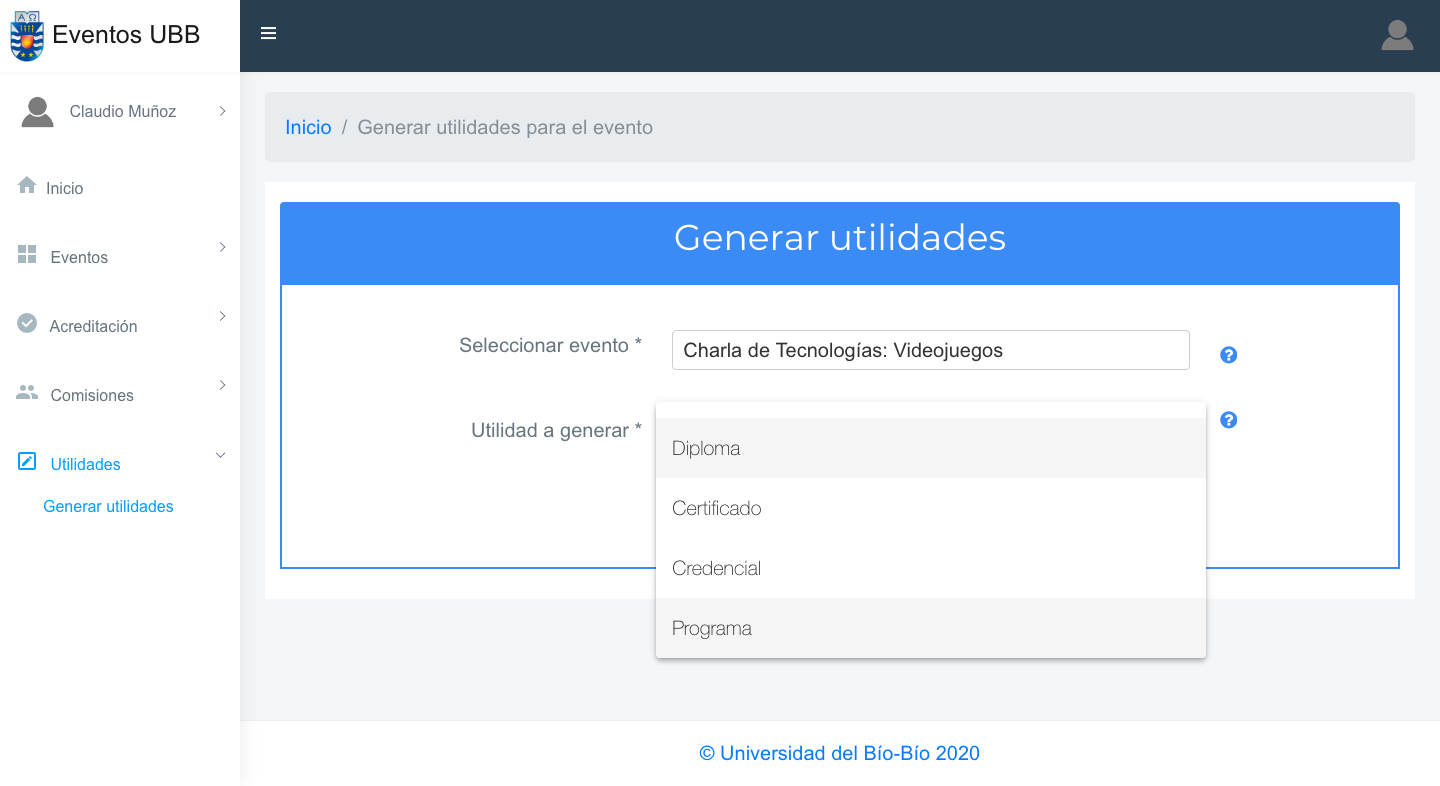 Eventos UBB
Claudio Muñoz
Inicio
Eventos
Acreditación
Comisiones
Utilidades
Generar utilidades
Inicio / Generar utilidades para el evento
Generar utilidades
Seleccionar evento * Charla de Tecnologías: Videojuegos
Utilidad a generar *
Diploma
Certificado
Credencial
Programa
© Universidad del Bío-Bío 2020